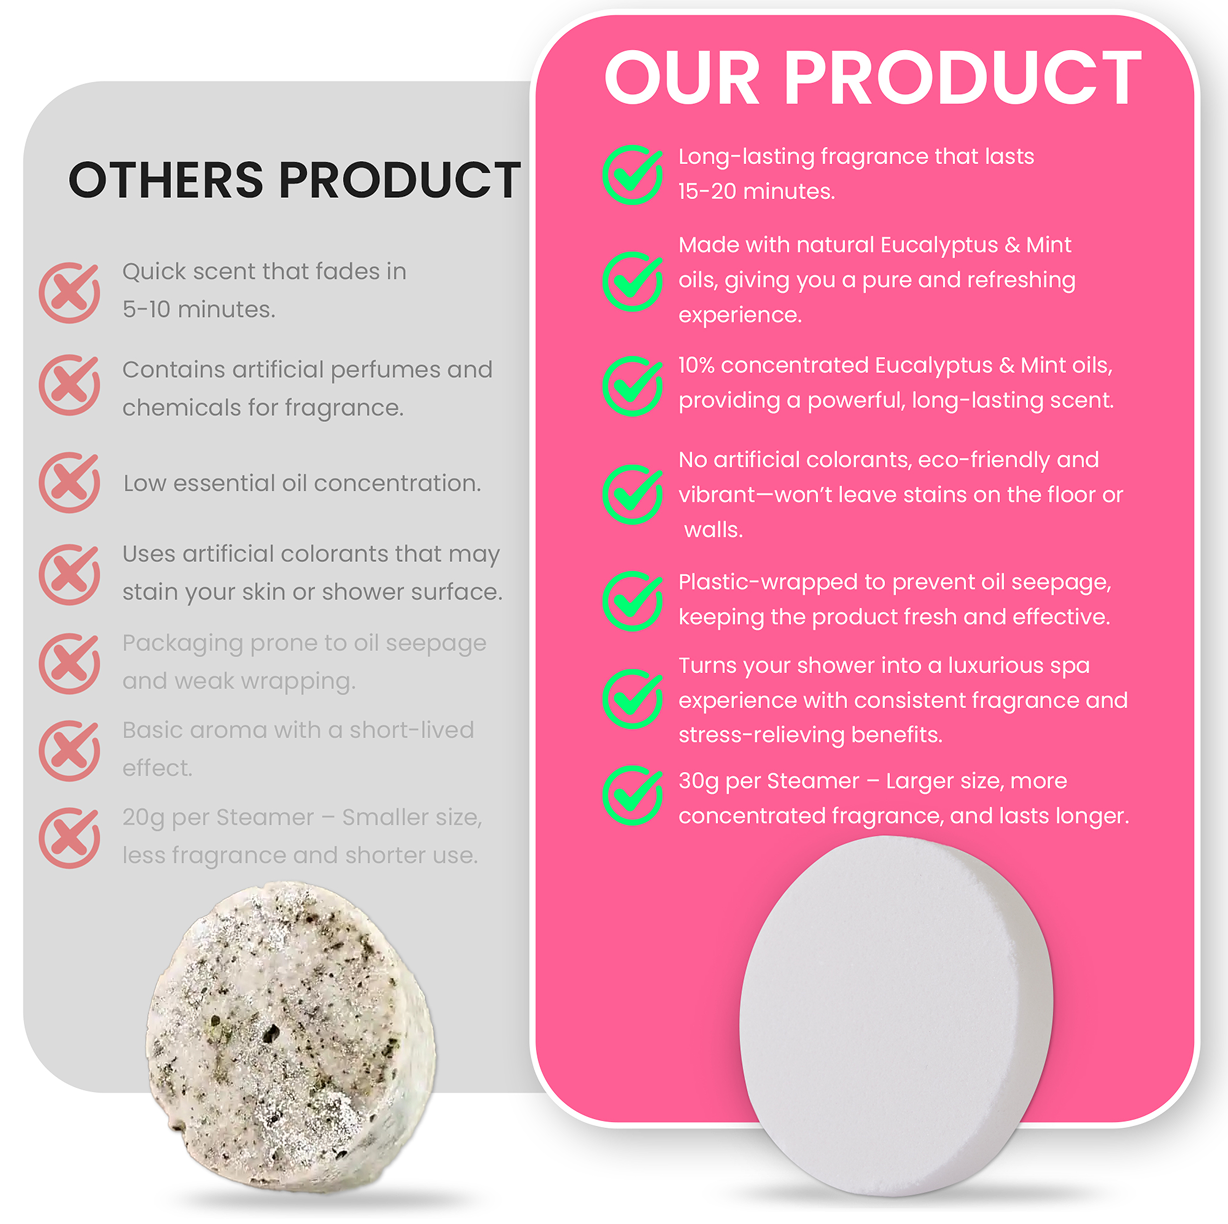 OTHERS PRODUCT
Quick scent that fades in
5-10 minutes.
Contains artificial perfumes and
chemicals for fragrance.
Low essential oil concentration.
Uses artificial colorants that may
stain your skin or shower surface.
Packaging prone to oil seepage
and weak wrapping.
Basic aroma with a short-lived
effect.
20g per Steamer – Smaller size,
less fragrance and shorter use.
OUR PRODUCT
Long-lasting fragrance that lasts
15-20 minutes.
Made with natural Eucalyptus & Mint
oils, giving you a pure and refreshing
experience.
10% concentrated Eucalyptus & Mint oils,
providing a powerful, long-lasting scent.
No artificial colorants, eco-friendly and
vibrant—won’t leave stains on the floor or
walls.
Plastic-wrapped to prevent oil seepage,
keeping the product fresh and effective.
Turns your shower into a luxurious spa
experience with consistent fragrance and
stress-relieving benefits.
30g per Steamer – Larger size, more
concentrated fragrance, and lasts longer.